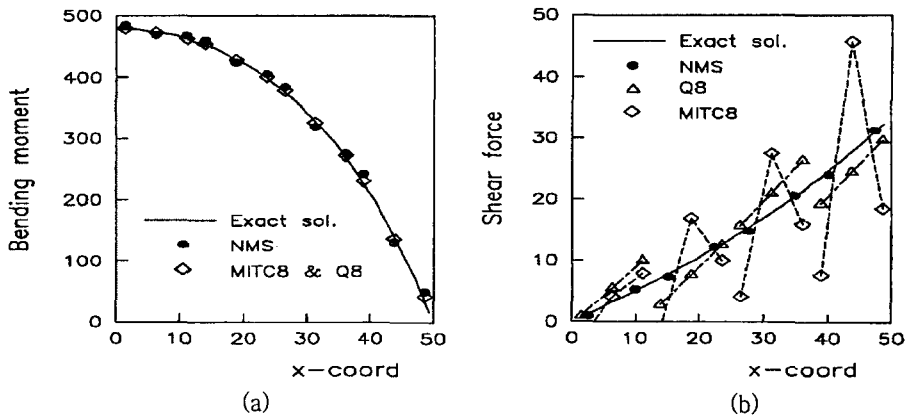 500
400
300
200
100
0
Bending moment
Exact sol.
NMS
MITC8 & Q8
0 10 20 30 40 50
x-coord
(a)
50
40
30
20
10
0
Shear force
Exact sol.
NMS
Q8
MITC8
0 10 20 30 40 50
x-coord
(b)